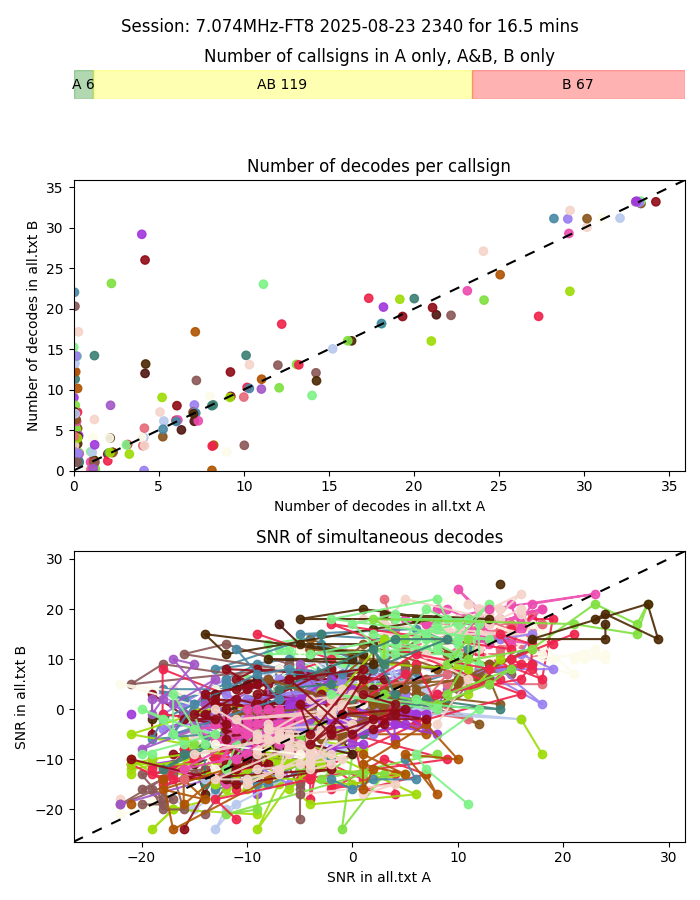 Session: 7.074MHz-FT8 2025-08-23 2340 for 16.5 mins
Number of callsigns in A only, A&B, B only
A 6 AB 119 B 67
Number of decodes per callsign
Number of decodes in all.txt B
35
30
25
20
15
10
5
0
0 5 10 15 20 25 30 35
Number of decodes in all.txt A
SNR of simultaneous decodes
SNR in all.txt B
30
20
10
0
−10
−20
−20 −10 0 10 20 30
SNR in all.txt A